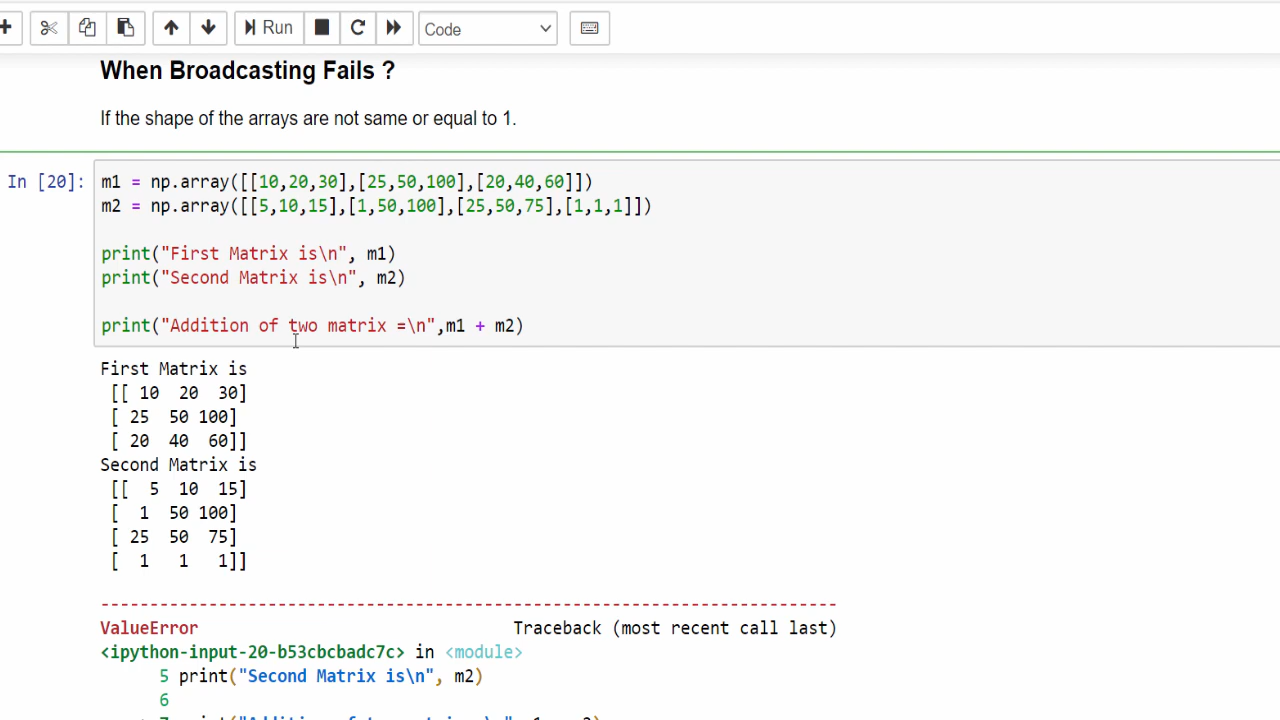 Run Code
When Broadcasting Fails ?
If the shape of the arrays are not same or equal to 1.
In [20]: m1 = np.array([[10,20,30],[25,50,100],[20,40,60]])
m2 = np.array([[5,10,15],[1,50,100],[25,50,75],[1,1,1]])
print("First Matrix is\n", m1)
print("Second Matrix is\n", m2)
print("Addition of two matrix =\n",m1 + m2)
First Matrix is
[[ 10 20 30]
[ 25 50 100]
[ 20 40 60]]
Second Matrix is
[[ 5 10 15]
[ 1 50 100]
[ 25 50 75]
[ 1 1 1]]
---------------------------------------------------------------------------
ValueError Traceback (most recent call last)
<ipython-input-20-b53cbcbadc7c> in <module>
5 print("Second Matrix is\n", m2)
6